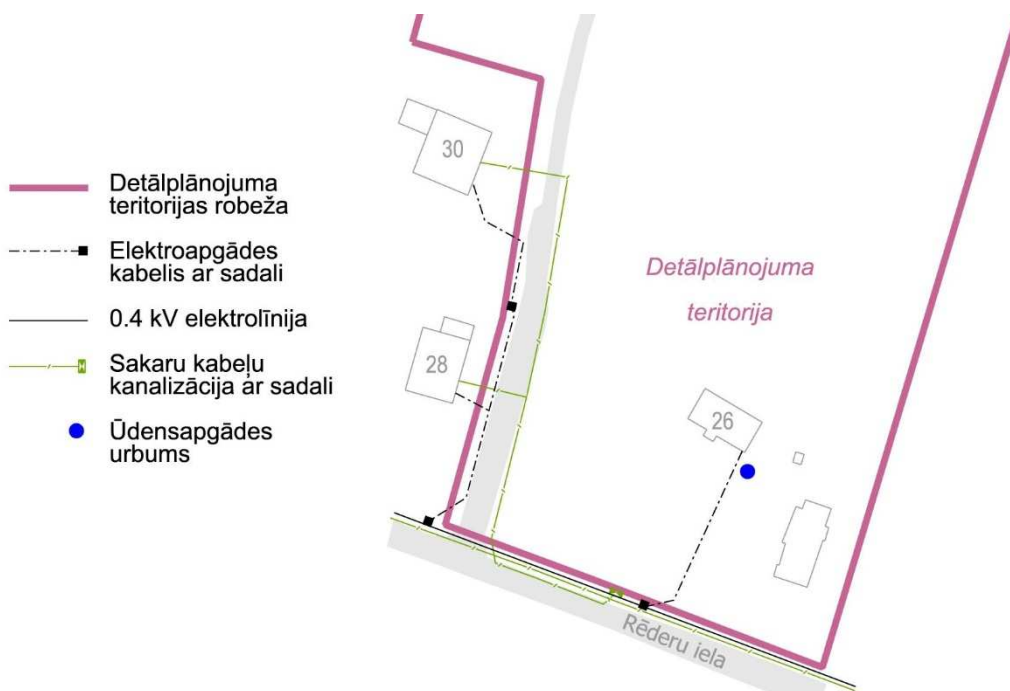 Detālplānojuma
teritorijas robeža
Elektroapgādes
kabelis ar sadali
0.4 kV elektrolīnija
Sakaru kabeļu
kanalizācija ar sadali
Ūdensapgādes
urbums
30
28
26
Detālplānojuma
teritorija
Rēderu iela